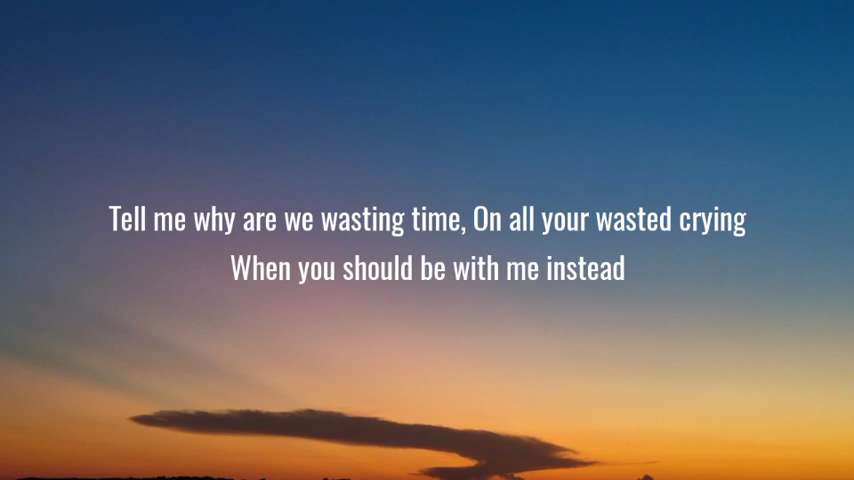 Tell me why are we wasting time, On all your wasted crying
When you should be with me instead